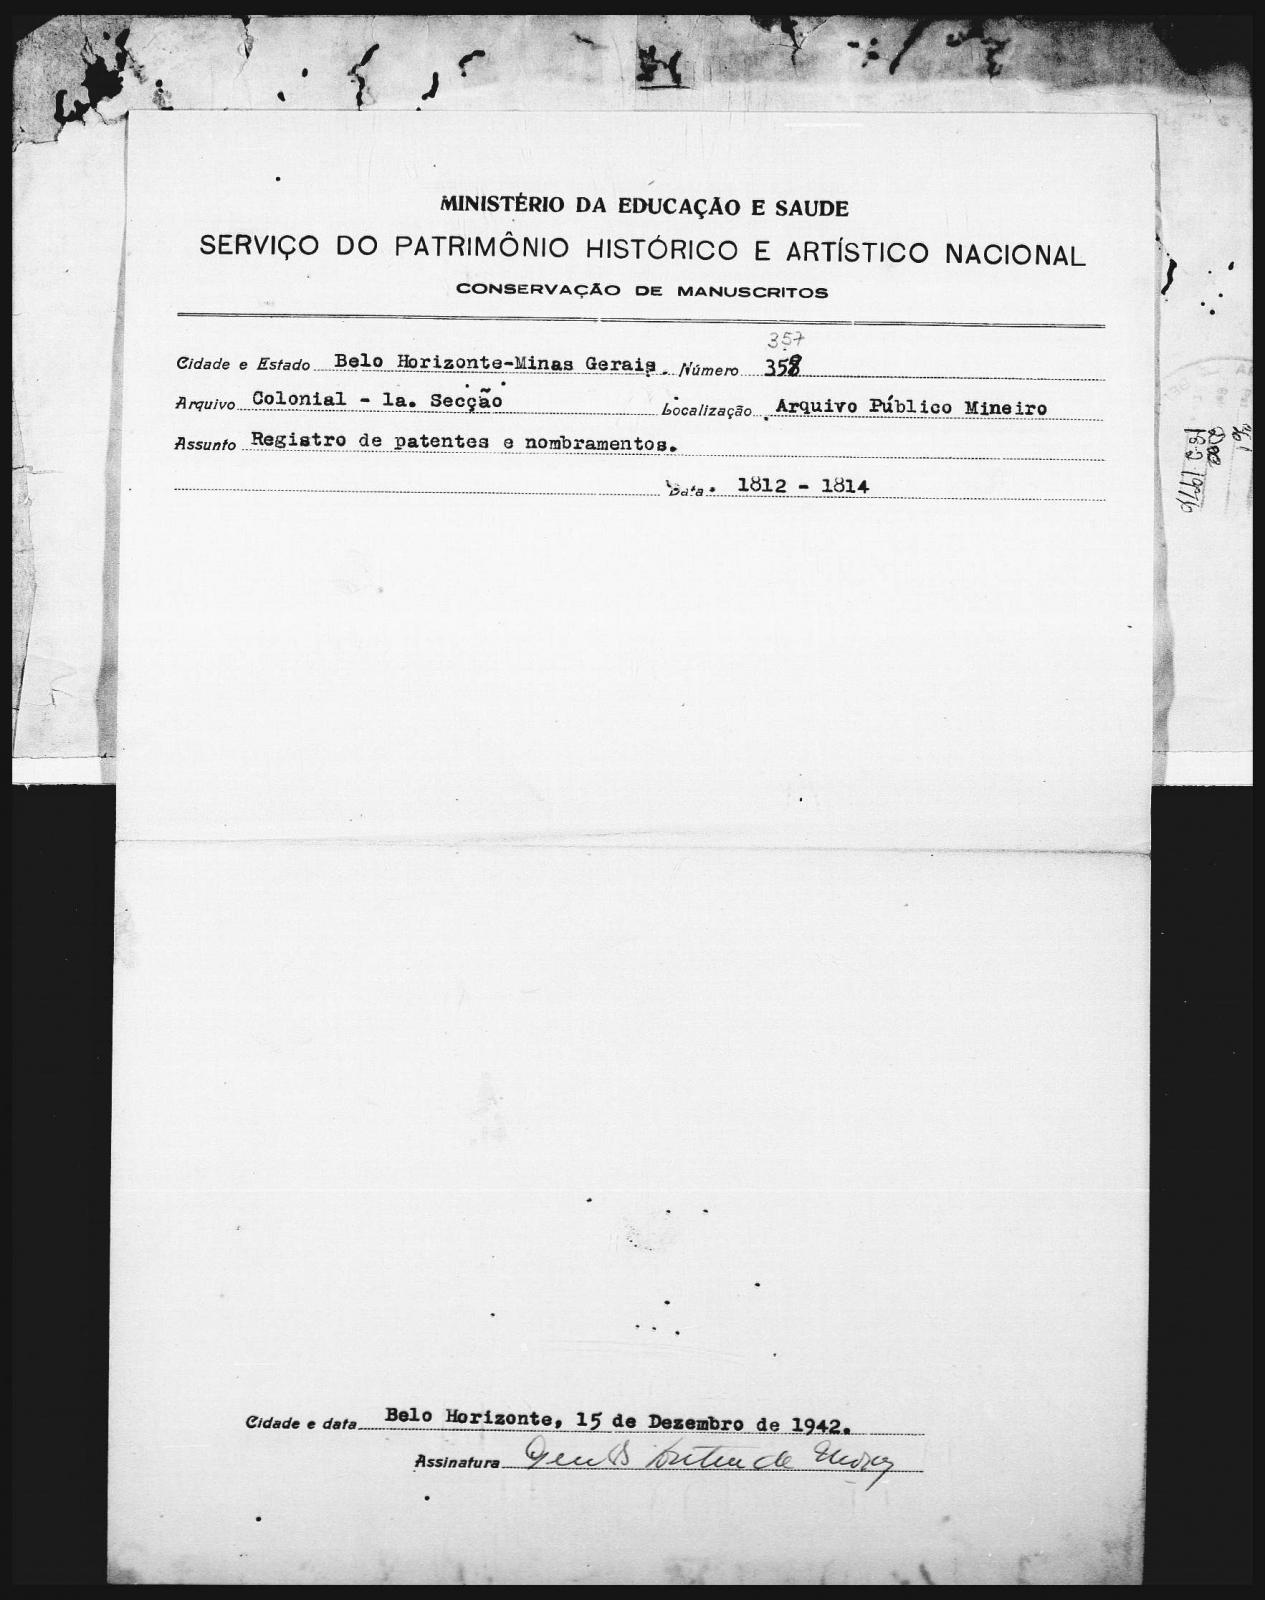 MINISTÉRIO DA EDUCAÇÃO E SAUDE
SERVIÇO DO PATRIMÔNIO HISTÓRICO E ARTÍSTICO NACIONAL
CONSERVAÇÃO DE MANUSCRITOS
357
Cidade e Estado Belo Horizonte-Minas Gerais. Número 358
Arquivo Colonial - 1a. Secção Localização Arquivo Público Mineiro
Assunto Registro de patentes e nombramentos.
Data. 1812 - 1814
Cidade e data Belo Horizonte, 15 de Dezembro de 1942.
Assinatura